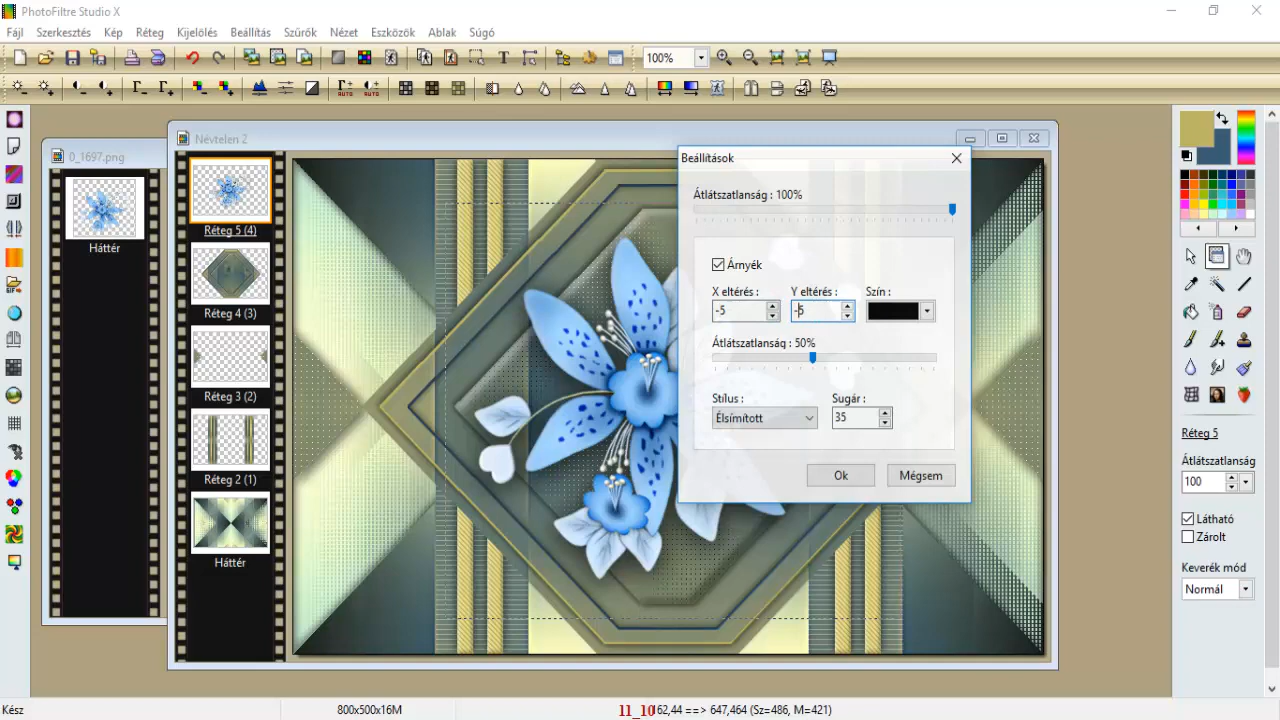 PhotoFiltre Studio X
Fájl Szerkesztés Kép Réteg Kijelölés Beállítás Szűrők Nézet Eszközök Ablak Súgó
100%
AUTO AUTO
0_1697.png
Háttér
Névtelen 2
Réteg 5 (4)
Réteg 4 (3)
Réteg 3 (2)
Réteg 2 (1)
Háttér
Beállítások
Átlátszatlanság : 100%
Árnyék
X eltérés : Y eltérés : Szín :
-5 -5
Átlátszatlanság : 50%
Stílus : Sugár :
Élsímított 35
Ok Mégsem
Réteg 5
Átlátszatlanság
100
Látható
Zárolt
Keverék mód
Normál
Kész 800x500x16M 11_10 62,44 ==> 647,464 (Sz=486, M=421)